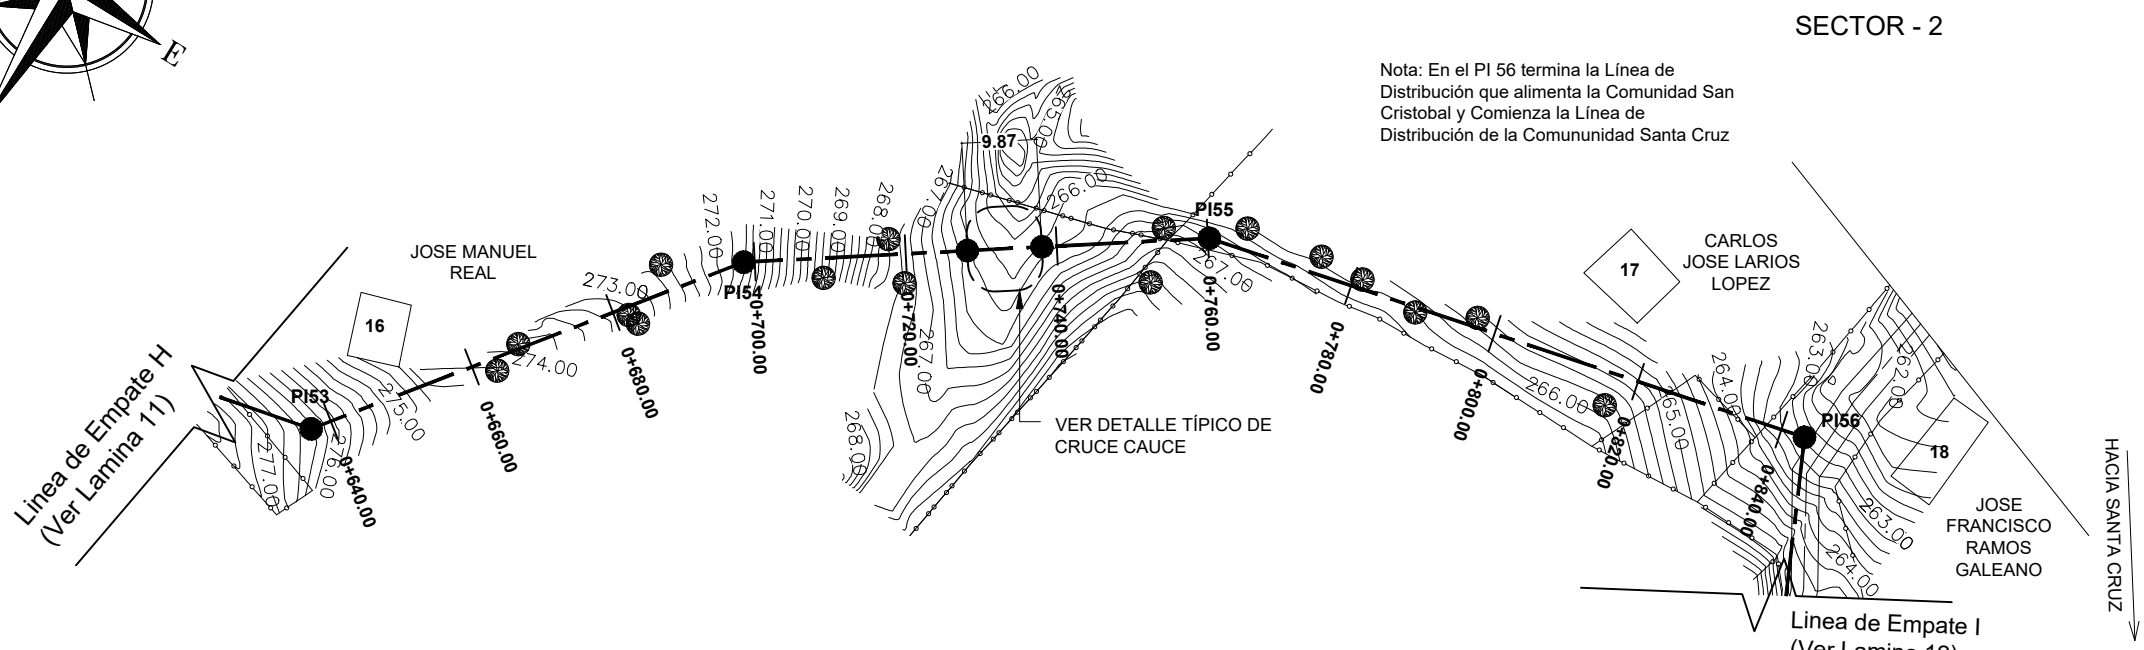 SECTOR - 2
E
Nota: En el PI 56 termina la Línea de
Distribución que alimenta la Comunidad San
Cristobal y Comienza la Línea de
Distribución de la Comununidad Santa Cruz
266.00
265.00
9.87
267.00
266.00
268.00
269.00
270.00
271.00
272.00
PI55
JOSE MANUEL
REAL
CARLOS
JOSE LARIOS
LOPEZ
17
267.00
273.00
PI54
0+700.00
0+720.00
0+740.00
0+760.00
16
274.00
0+680.00
0+780.00
267.00
Linea de Empate H
(Ver Lamina 11)
PI53
275.00
0+660.00
0+800.00
266.00
265.00
264.00
263.00
262.00
PI56
VER DETALLE TÍPICO DE
CRUCE CAUCE
268.00
277.00
276.00
0+640.00
0+820.00
0+840.00
18
263.00
264.00
JOSE
FRANCISCO
RAMOS
GALEANO
HACIA SANTA CRUZ
Linea de Empate I